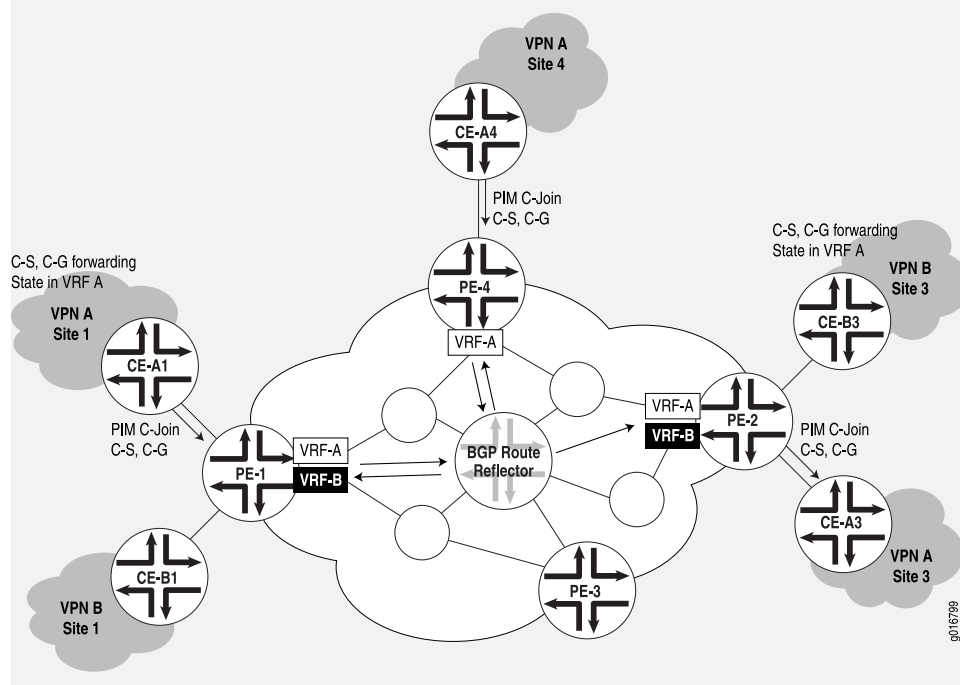 VPN A
Site 4
CE-A4
PIM C-Join
C-S, C-G
C-S, C-G forwarding
State in VRF A
VPN A
Site 1
CE-A1
PIM C-Join
C-S, C-G
PE-4
VRF-A
C-S, C-G forwarding
State in VRF A
VPN B
Site 3
CE-B3
VRF-A
VRF-B
PE-2
PIM C-Join
C-S, C-G
BGP Route
Reflector
PE-1
VRF-A
VRF-B
CE-A3
VPN A
Site 3
CE-B1
VPN B
Site 1
PE-3
g016799